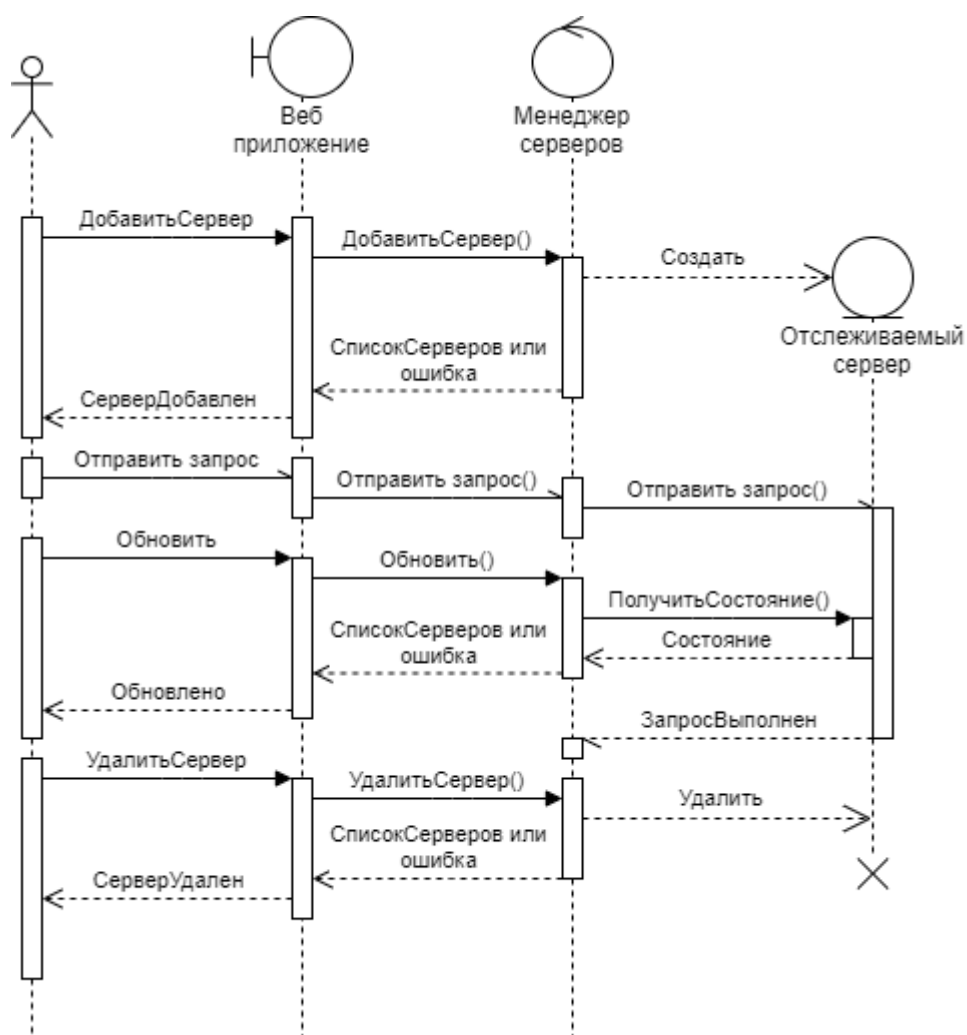 Веб
приложение
Менеджер
серверов
ДобавитьСервер
ДобавитьСервер()
Создать
Отслеживаемый
сервер
СписокСерверов или
ошибка
СерверДобавлен
Отправить запрос
Отправить запрос()
Отправить запрос()
Обновить
Обновить()
ПолучитьСостояние()
СписокСерверов или
ошибка
Состояние
Обновлено
ЗапросВыполнен
УдалитьСервер
УдалитьСервер()
Удалить
СписокСерверов или
ошибка
СерверУдален